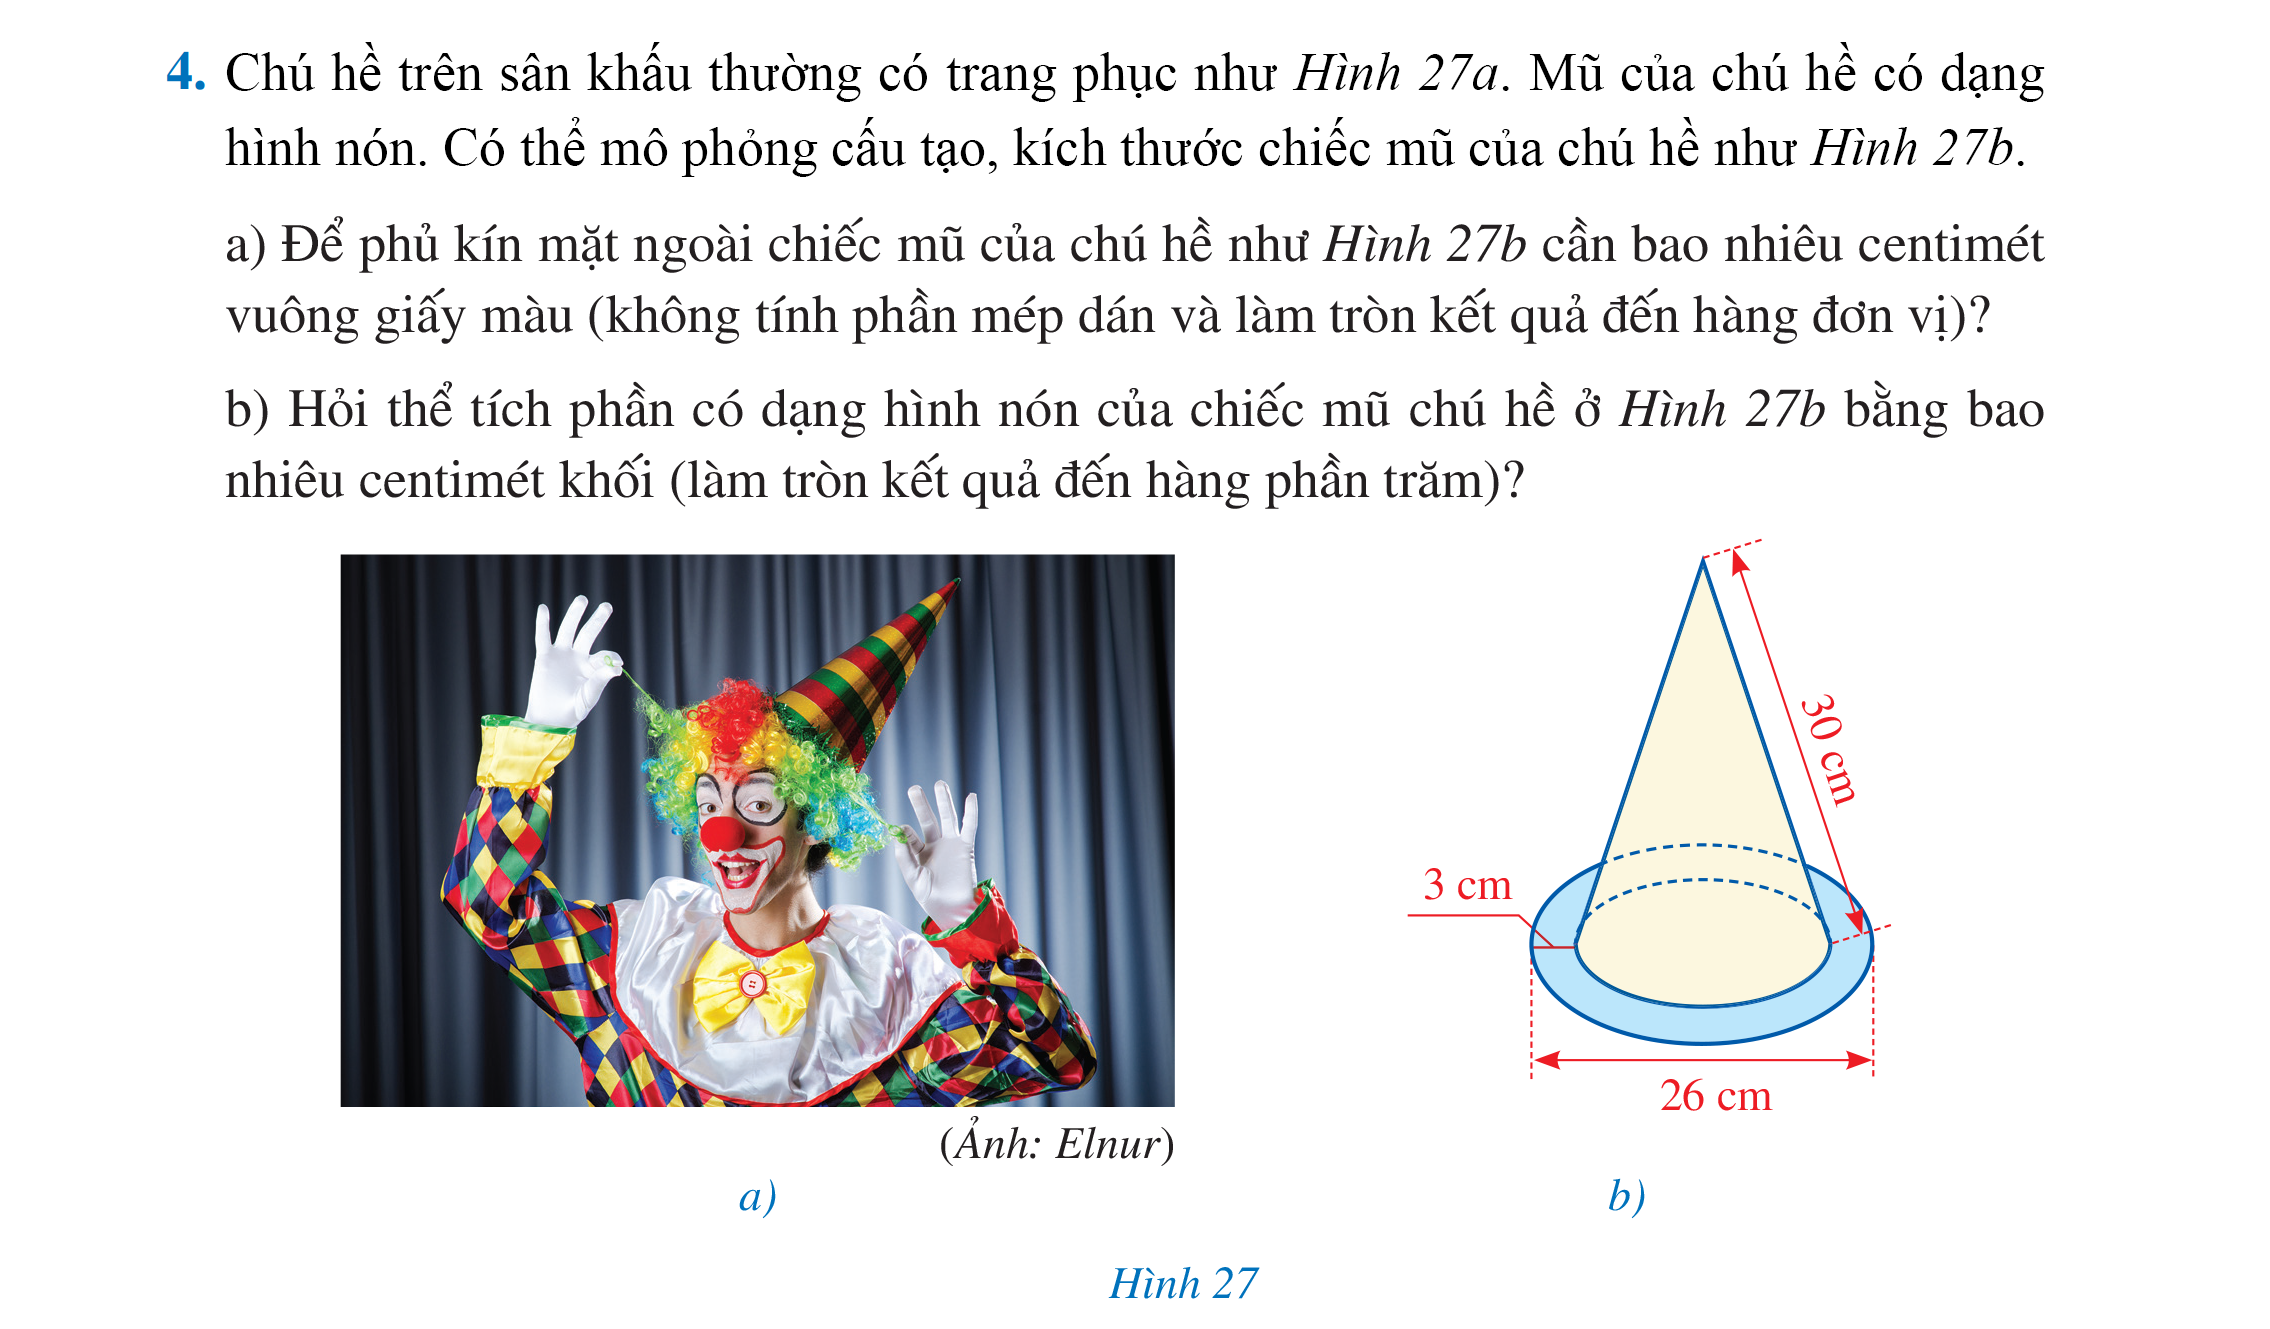 4. Chú hề trên sân khấu thường có trang phục như Hình 27a. Mũ của chú hề có dạng
hình nón. Có thể mô phỏng cấu tạo, kích thước chiếc mũ của chú hề như Hình 27b.
a) Để phủ kín mặt ngoài chiếc mũ của chú hề như Hình 27b cần bao nhiêu centimét
vuông giấy màu (không tính phần mép dán và làm tròn kết quả đến hàng đơn vị)?
b) Hỏi thể tích phần có dạng hình nón của chiếc mũ chú hề ở Hình 27b bằng bao
nhiêu centimét khối (làm tròn kết quả đến hàng phần trăm)?
30 cm
3 cm
26 cm
(Ảnh: Elnur)
a)
b)
Hình 27